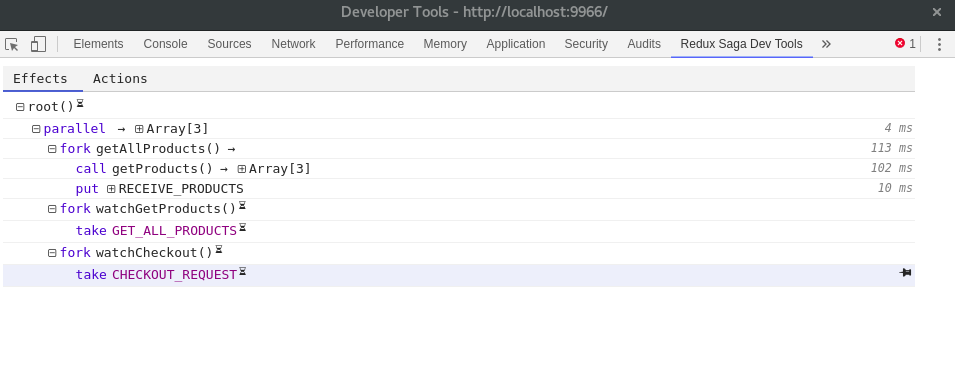 Developer Tools - http://localhost:9966/
Elements Console Sources Network Performance Memory Application Security Audits Redux Saga Dev Tools 1
Effects Actions
root()
parallel → Array[3] 4 ms
fork getAllProducts() → 113 ms
call getProducts() → Array[3] 102 ms
put RECEIVE_PRODUCTS 10 ms
fork watchGetProducts()
take GET_ALL_PRODUCTS
fork watchCheckout()
take CHECKOUT_REQUEST